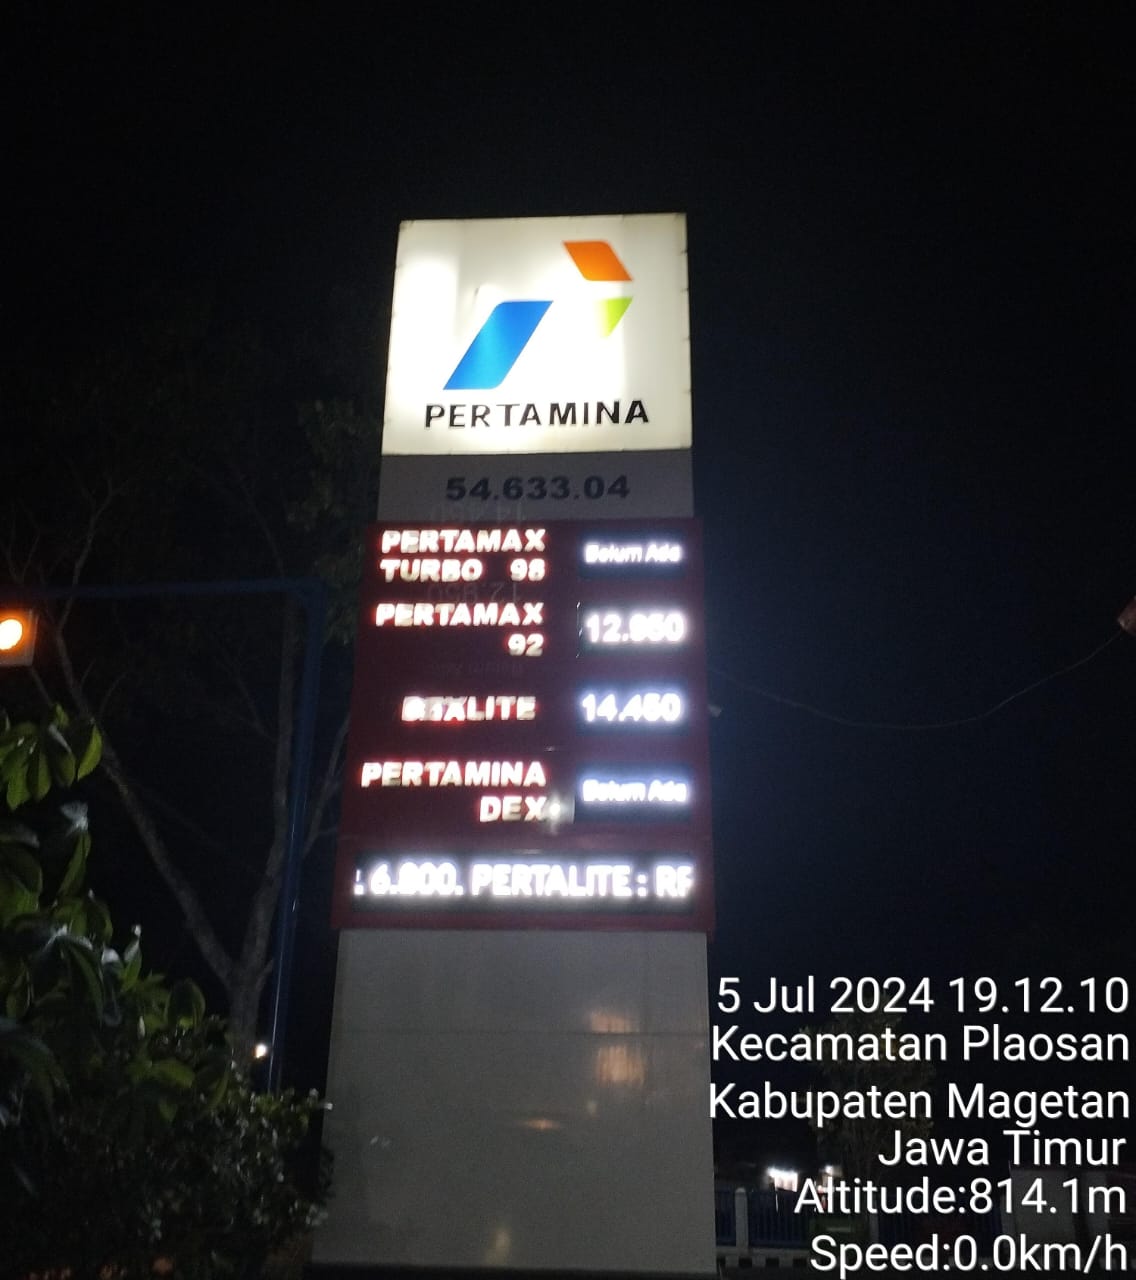 PERTAMINA
54.633.04
PERTAMAX
TURBO 98
Belum Ada
PERTAMAX
92
12.950
DEXLITE
14.450
PERTAMINA
DEX
Belum Ada
6.800. PERTALITE : RP
5 Jul 2024 19.12.10
Kecamatan Plaosan
Kabupaten Magetan
Jawa Timur
Altitude:814.1m
Speed:0.0km/h